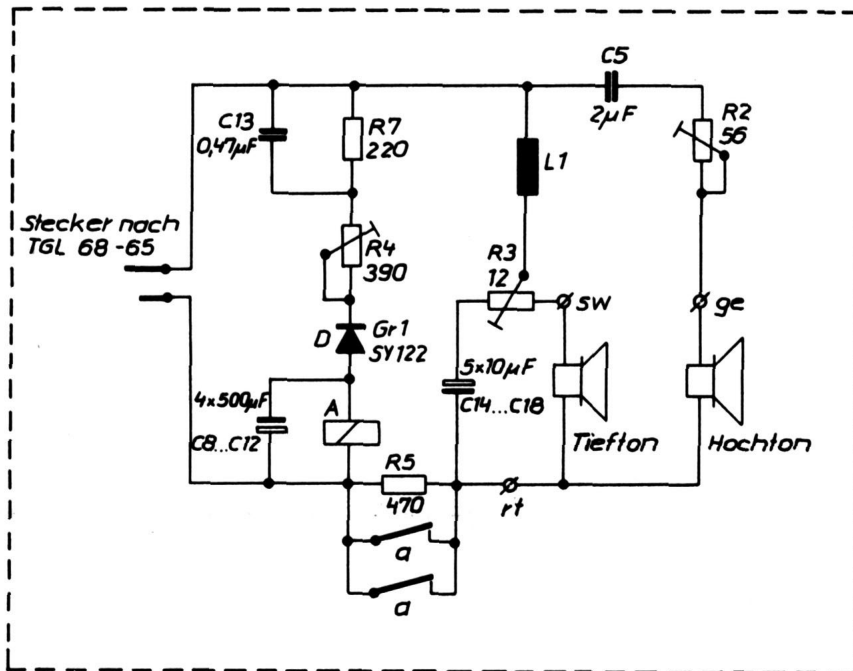 C5
2µF
C13
0,47µF
R7
220
L1
R2
56
Stecker nach
TGL 68-65
R4
390
R3
12
sw
ge
D
Gr1
SY122
5x10µF
C14...C18
4x500µF
C8...C12
A
Tiefton
Hochton
R5
470
rt
a
a